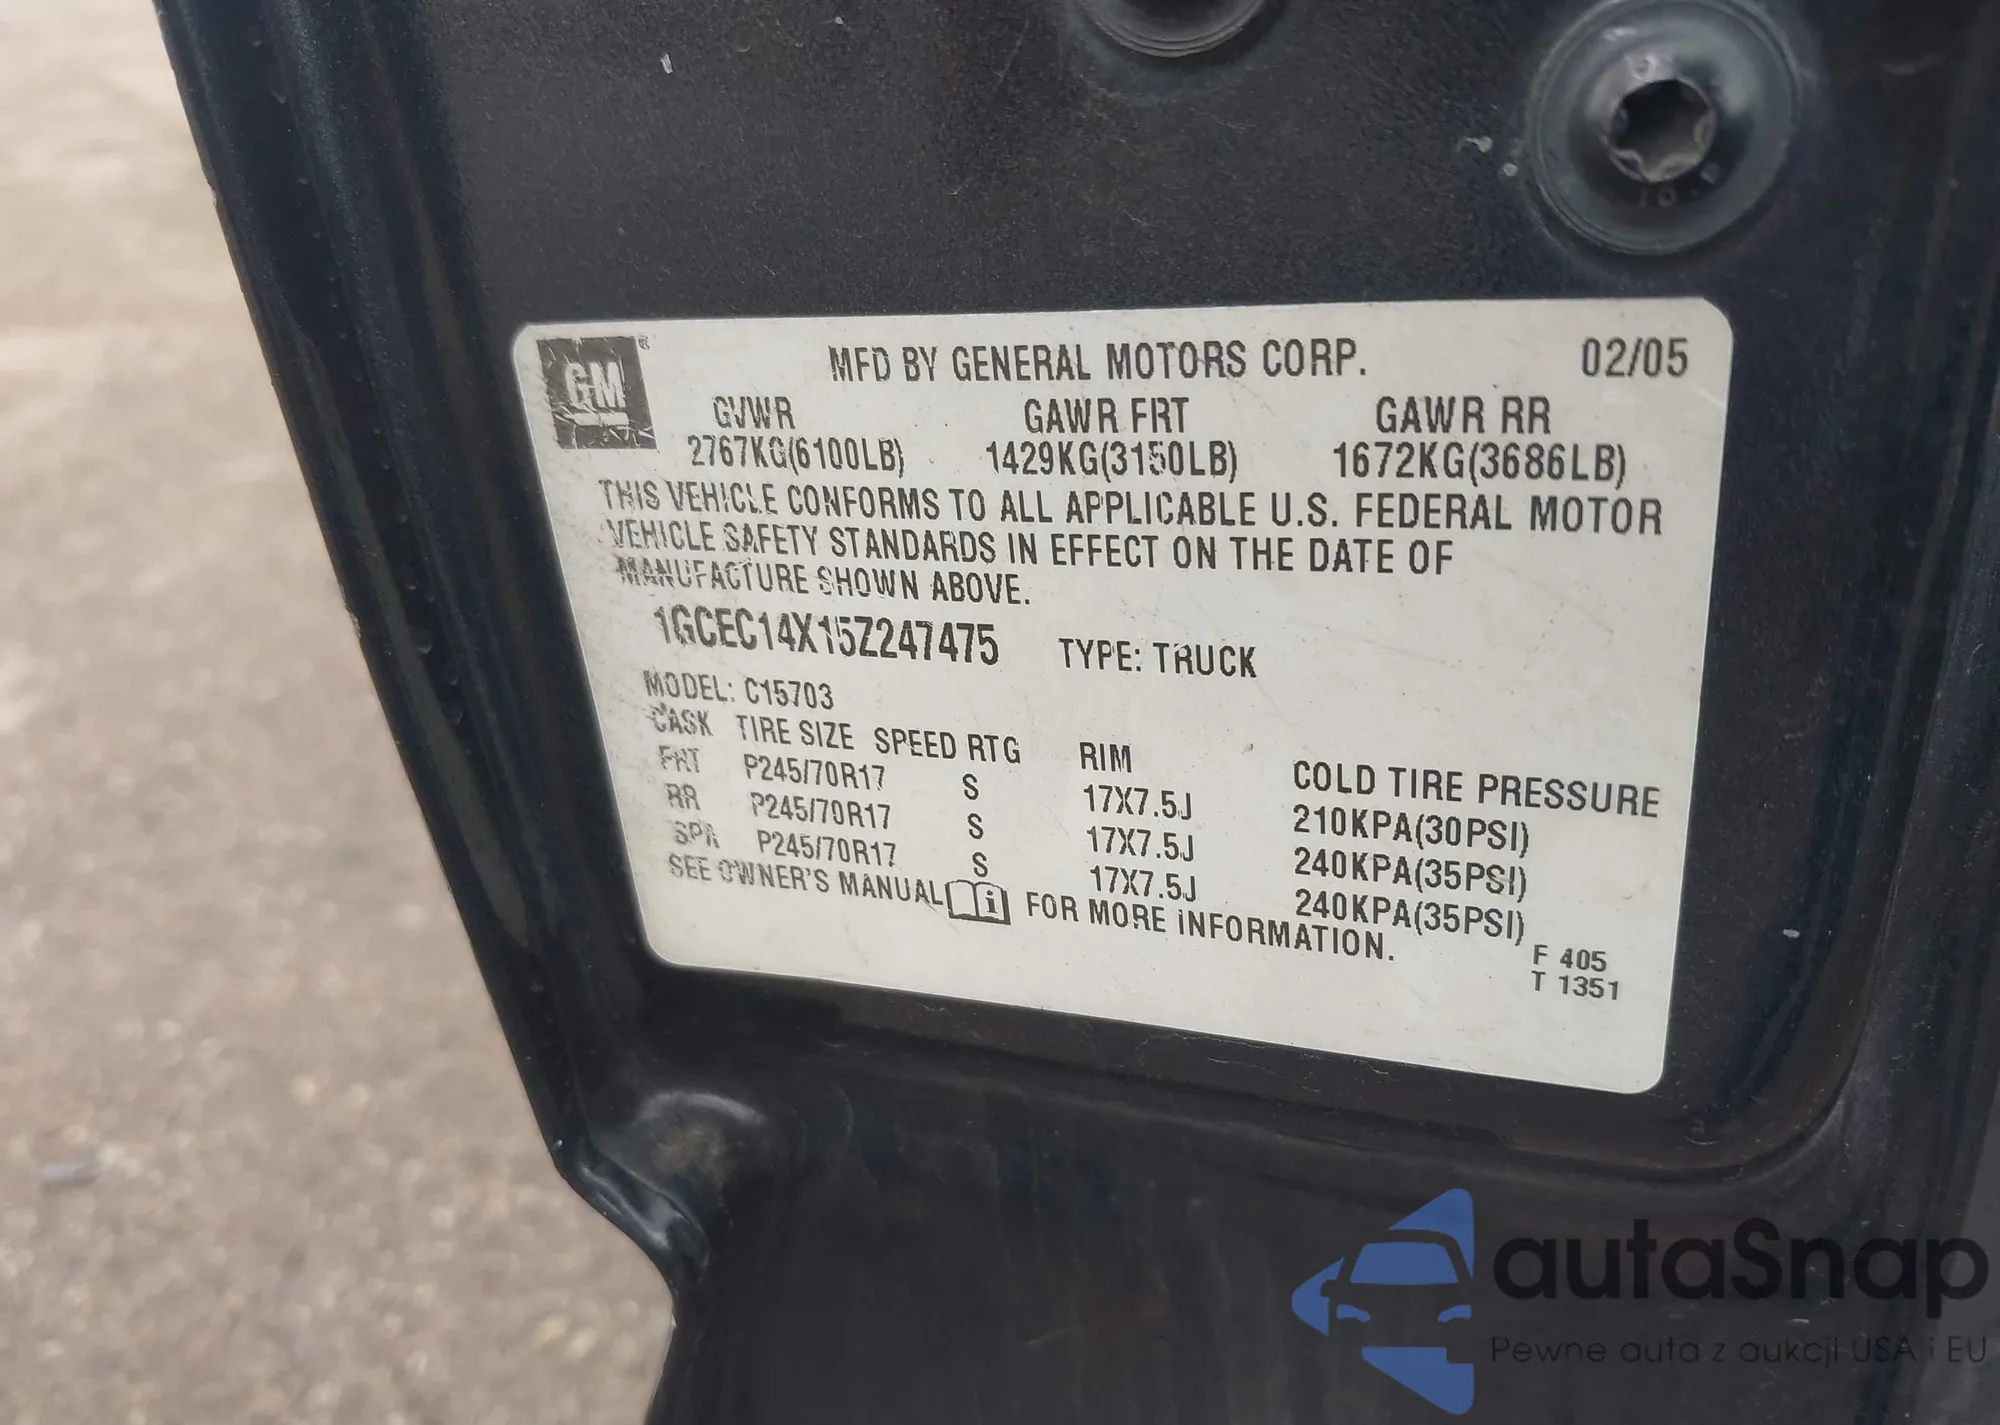 GM ® MFD BY GENERAL MOTORS CORP. 02/05
GVWR GAWR FRT GAWR RR
2767KG(6100LB) 1429KG(3150LB) 1672KG(3686LB)
THIS VEHICLE CONFORMS TO ALL APPLICABLE U.S. FEDERAL MOTOR
VEHICLE SAFETY STANDARDS IN EFFECT ON THE DATE OF
MANUFACTURE SHOWN ABOVE.
1GCEC14X15Z247475 TYPE: TRUCK
MODEL: C15703
CASK TIRE SIZE SPEED RTG RIM COLD TIRE PRESSURE
FRT P245/70R17 S 17X7.5J 210KPA(30PSI)
RR P245/70R17 S 17X7.5J 240KPA(35PSI)
SPA P245/70R17 S 17X7.5J 240KPA(35PSI)
SEE OWNER'S MANUAL i FOR MORE INFORMATION.
F 405
T 1351
autaSnap
Pewne auta z aukcji USA i EU